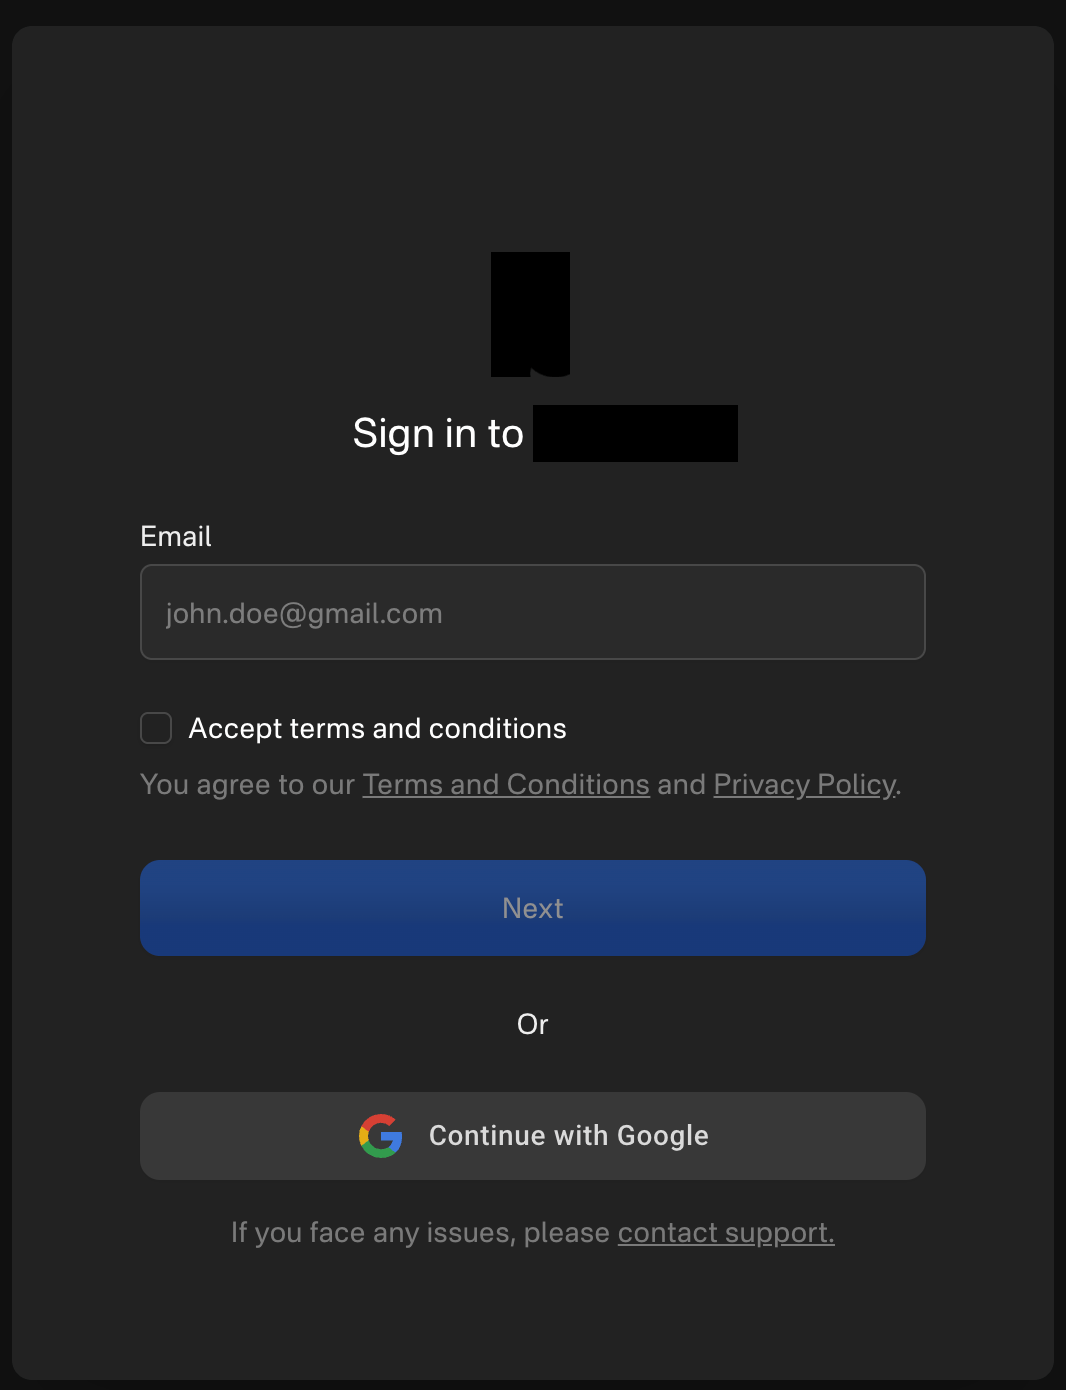 Sign in to
Email
john.doe@gmail.com
Accept terms and conditions
You agree to our Terms and Conditions and Privacy Policy.
Next
Or
Continue with Google
If you face any issues, please contact support.